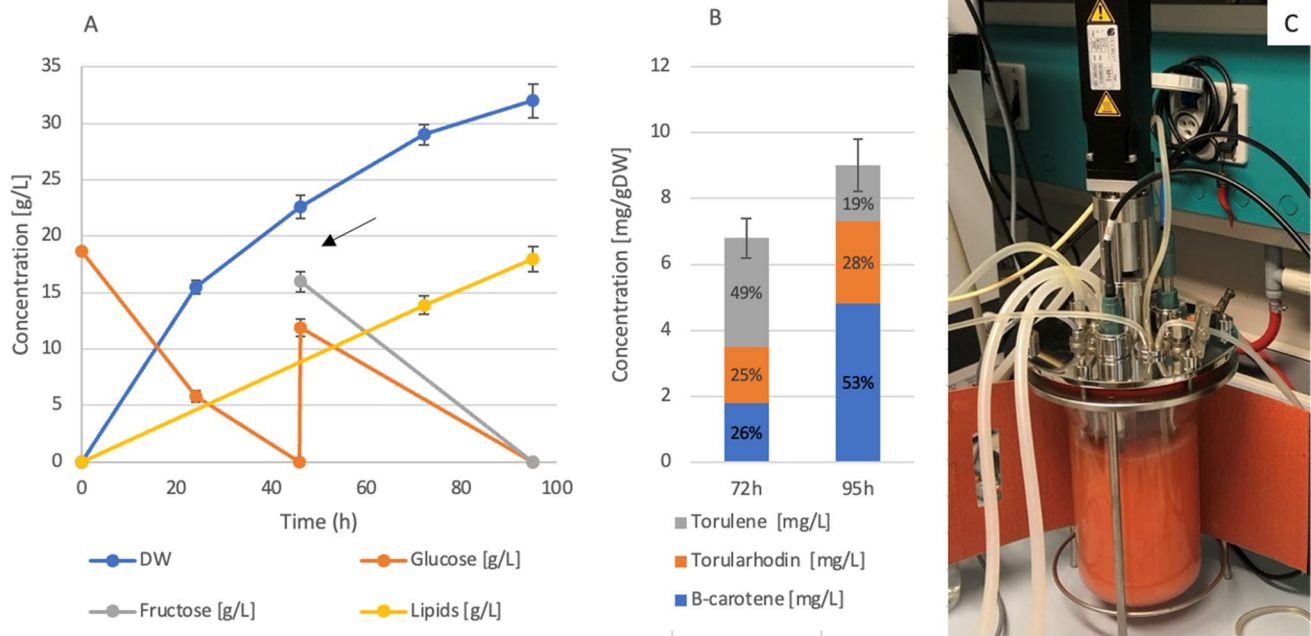 A
35
30
25
20
15
10
5
0
0 20 40 60 80 100
Concentration [g/L]
Time (h)
DW
Glucose [g/L]
Fructose [g/L]
Lipids [g/L]
B
12
10
8
6
4
2
0
Concentration [mg/gDW]
49%
25%
26%
19%
28%
53%
72h 95h
Torulene [mg/L]
Torularhodin [mg/L]
B-carotene [mg/L]
C